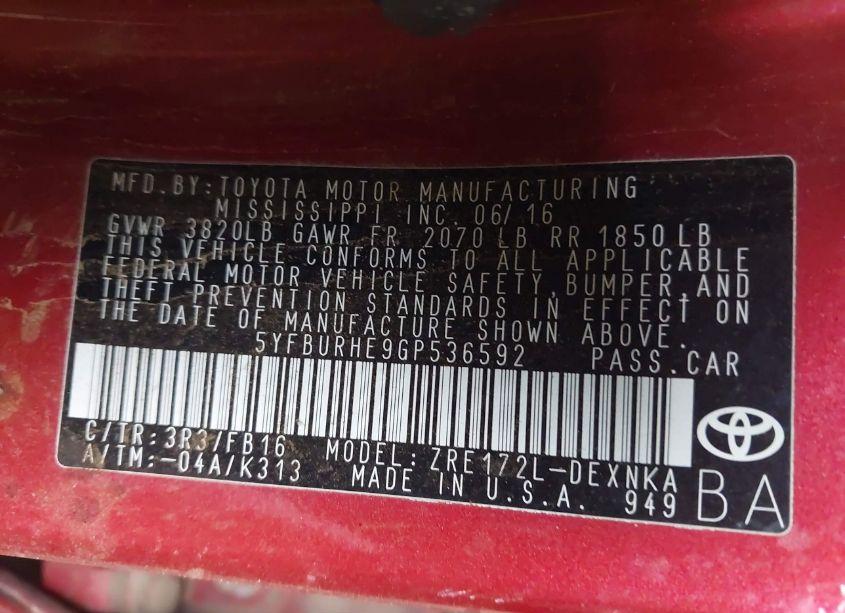 MFD.BY:TOYOTA MOTOR MANUFACTURING
MISSISSIPPI INC. 06/16
GVWR 3820LB GAWR FR 2070 LB RR 1850LB
THIS VEHICLE CONFORMS TO ALL APPLICABLE
FEDERAL MOTOR VEHICLE SAFETY, BUMPER, AND
THEFT PREVENTION STANDARDS IN EFFECT ON
THE DATE OF MANUFACTURE SHOWN ABOVE.
5YFBURHE9GP536592 PASS.CAR
C/TR:3R3/FB16 MODEL:ZRE172L-DEXNKA
A/TM:-04A/K313 MADE IN U.S.A. 949
BA